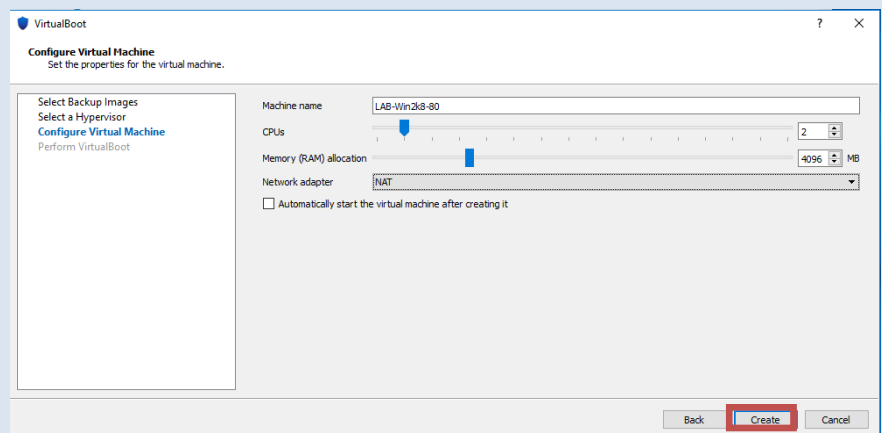 VirtualBoot
?
Configure Virtual Machine
Set the properties for the virtual machine.
Select Backup Images
Select a Hypervisor
Configure Virtual Machine
Perform VirtualBoot
Machine name LAB-Win2k8-80
CPUs 2
Memory (RAM) allocation 4096 MB
Network adapter NAT
Automatically start the virtual machine after creating it
Back Create Cancel